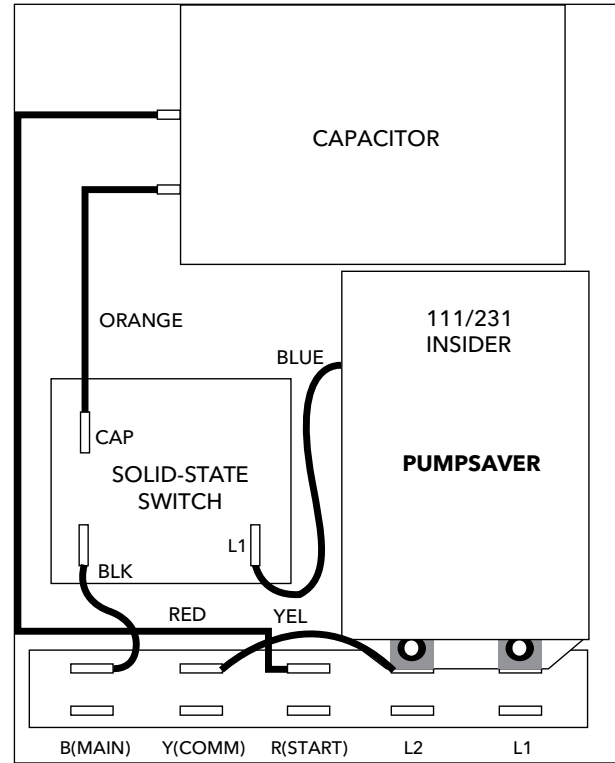 CAPACITOR
ORANGE
111/231
INSIDER
BLUE
CAP
PUMPSAVER
SOLID-STATE
SWITCH
L1
BLK
RED
YEL
B(MAIN)
Y(COMM)
R(START)
L2
L1